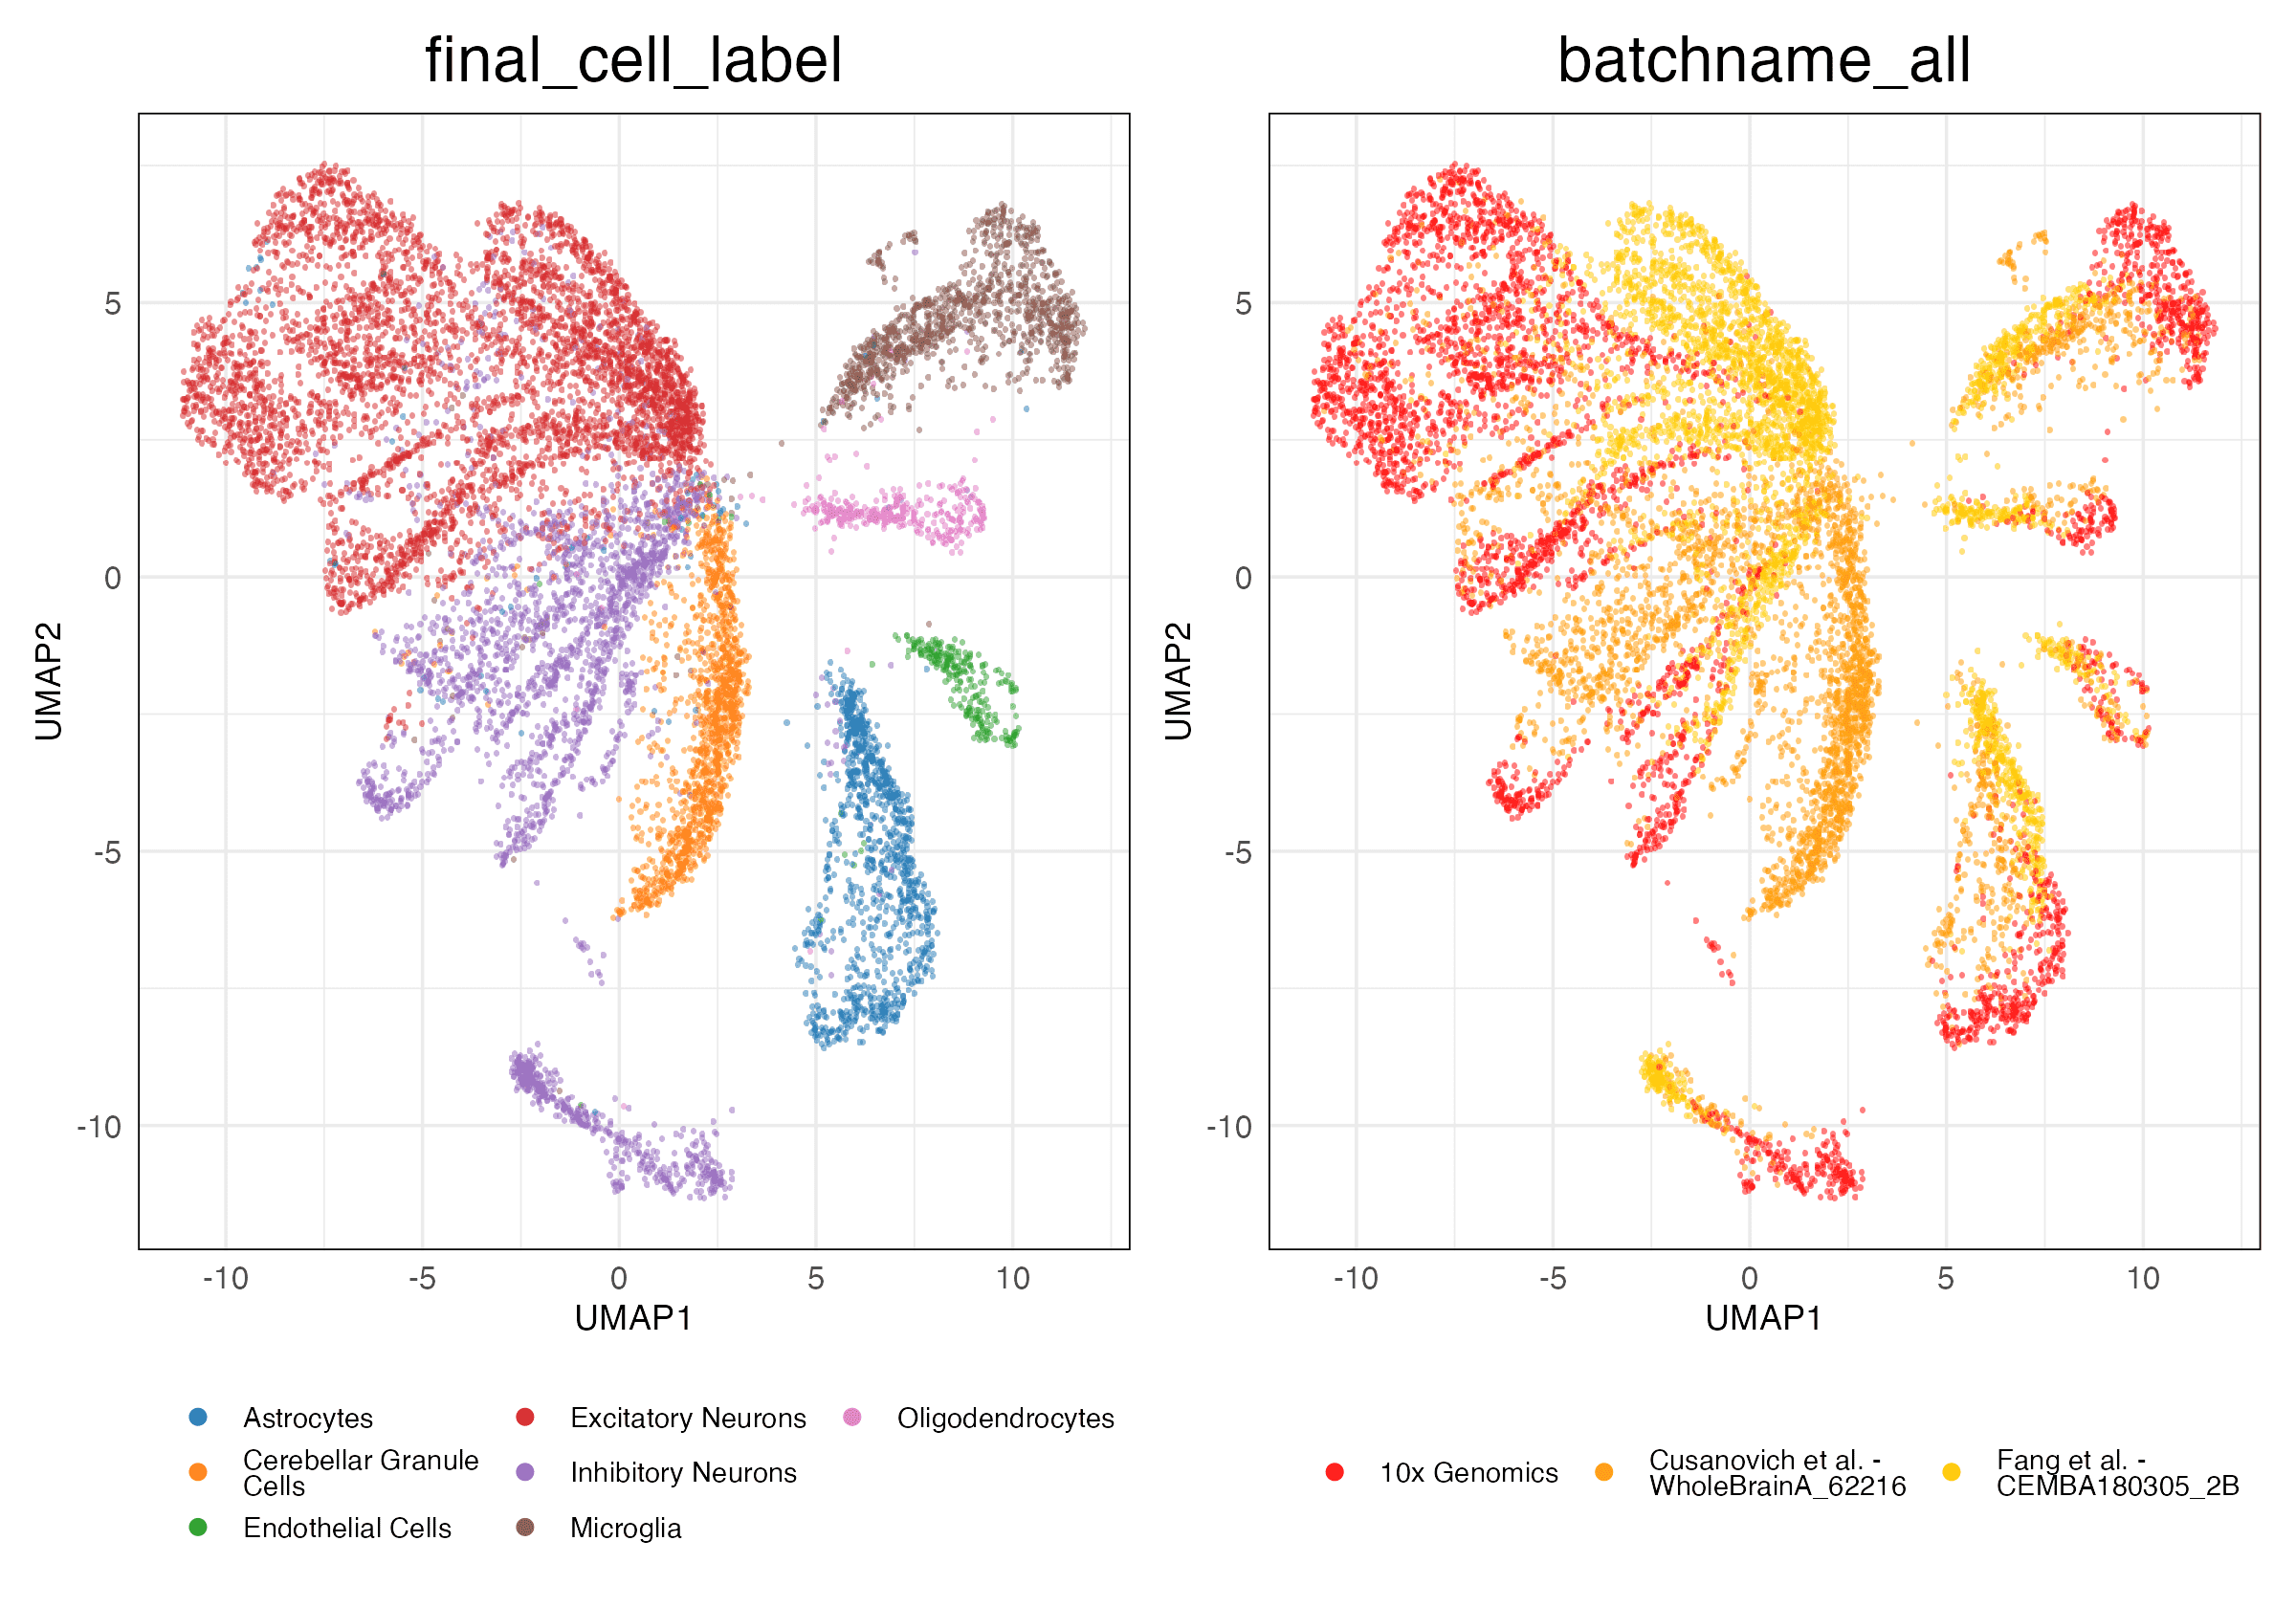 final_cell_label
batchname_all
5
0
-5
-10
UMAP2
-10
-5
0
5
10
UMAP1
5
0
-5
-10
UMAP2
-10
-5
0
5
10
UMAP1
Astrocytes
Cerebellar Granule
Cells
Endothelial Cells
Excitatory Neurons
Inhibitory Neurons
Microglia
Oligodendrocytes
10x Genomics
Cusanovich et al. -
WholeBrainA_62216
Fang et al. -
CEMBA180305_2B